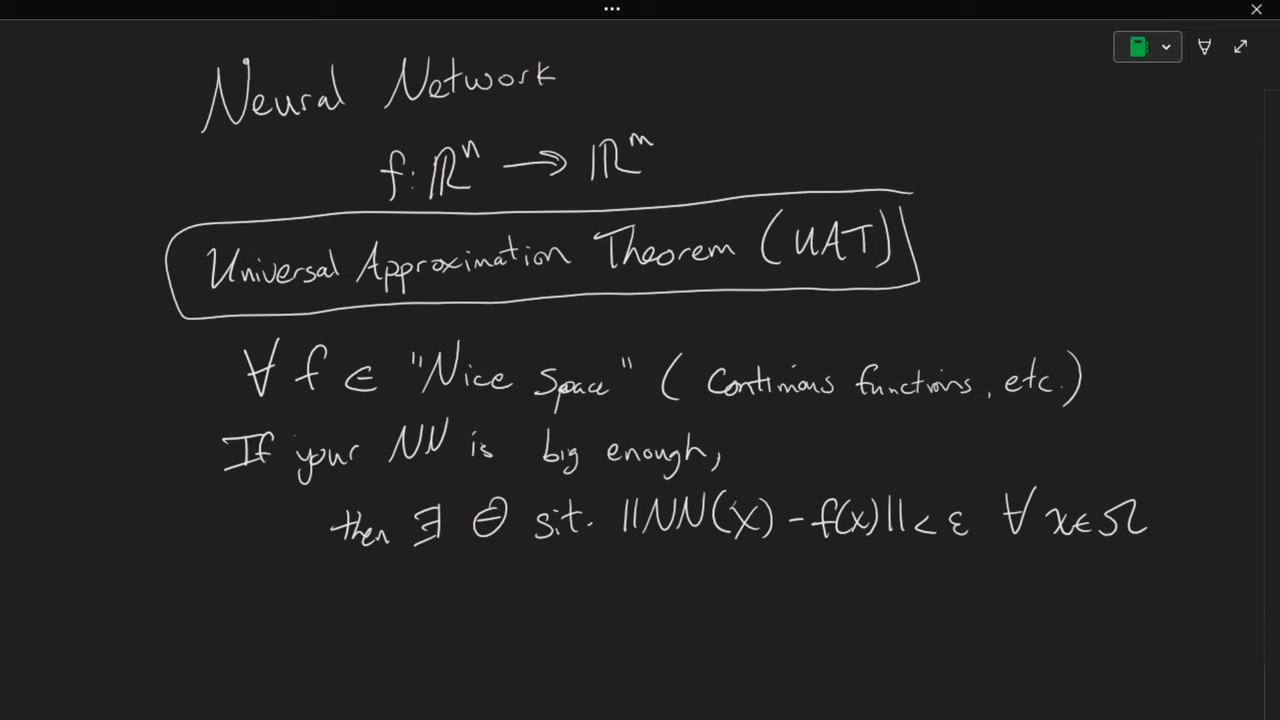 Neural Network
f: ℝⁿ → ℝᵐ
Universal Approximation Theorem (UAT)
∀ f ∈ "Nice Space" (Continuous functions, etc.)
If your NN is big enough,
then ∃ Θ s.t. ||NN(x) - f(x)|| < ε ∀ x ∈ Ω